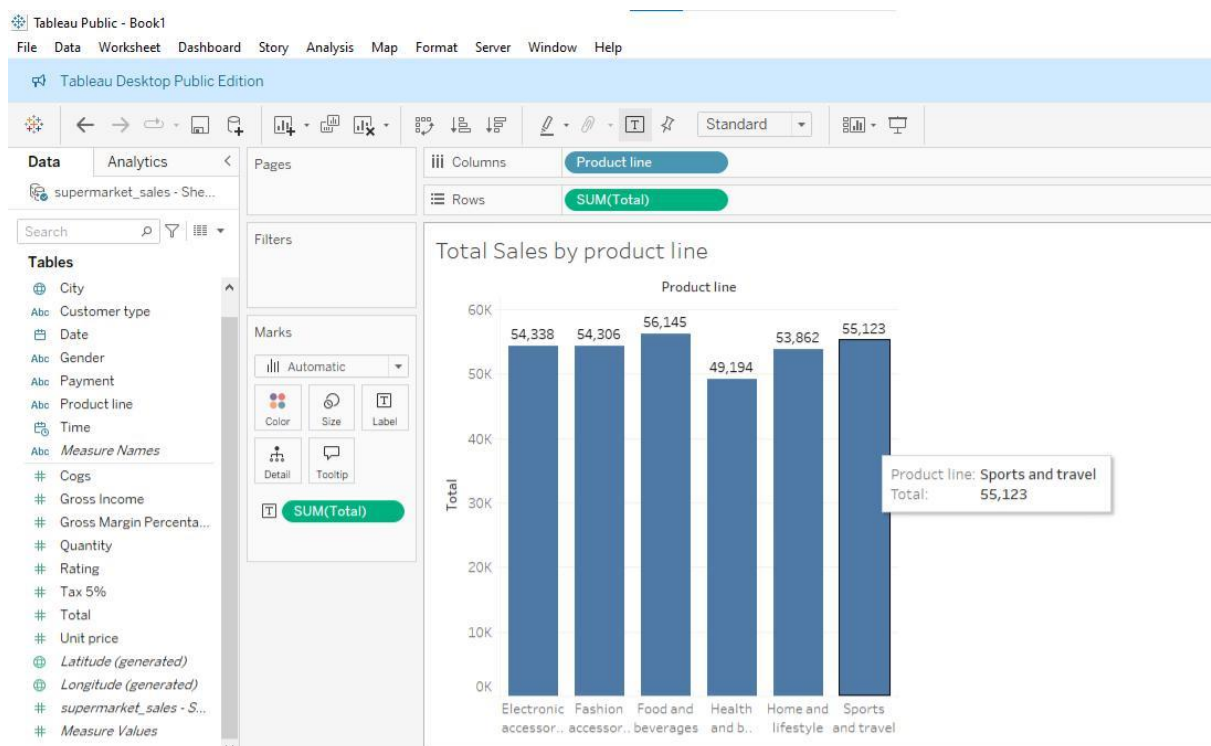 Tableau Public - Book1
File Data Worksheet Dashboard Story Analysis Map Format Server Window Help
Tableau Desktop Public Edition
T Standard
Data Analytics
supermarket_sales - She...
Search
Tables
City
Abc Customer type
Date
Abc Gender
Abc Payment
Abc Product line
Time
Abc Measure Names
# Cogs
# Gross Income
# Gross Margin Percenta...
# Quantity
# Rating
# Tax 5%
# Total
# Unit price
Latitude (generated)
Longitude (generated)
# supermarket_sales - S...
# Measure Values
Pages
Filters
Marks
Automatic
Color Size T Label
Detail Tooltip
T SUM(Total)
Columns Product line
Rows SUM(Total)
Total Sales by product line
Product line
60K
50K
40K
30K
20K
10K
0K
Total
54,338 54,306 56,145 49,194 53,862 55,123
Product line: Sports and travel
Total: 55,123
Electronic Fashion Food and Health Home and Sports
accessor.. accessor.. beverages and b.. lifestyle and travel